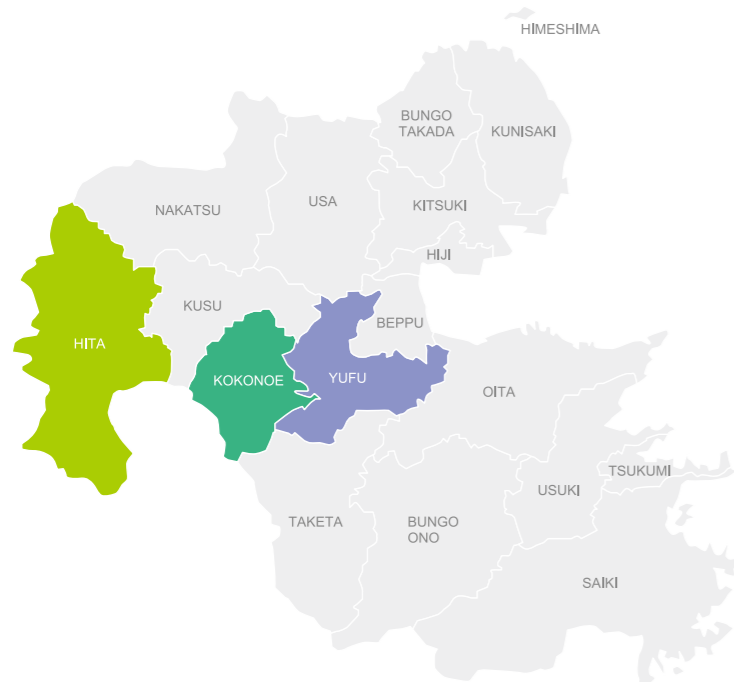 HIMESHIMA
BUNGO
TAKADA
KUNISAKI
NAKATSU
USA
KITSUKI
HIJI
KUSU
BEPPU
HITA
KOKONOE
YUFU
OITA
TSUKUMI
USUKI
TAKETA
BUNGO
ONO
SAIKI